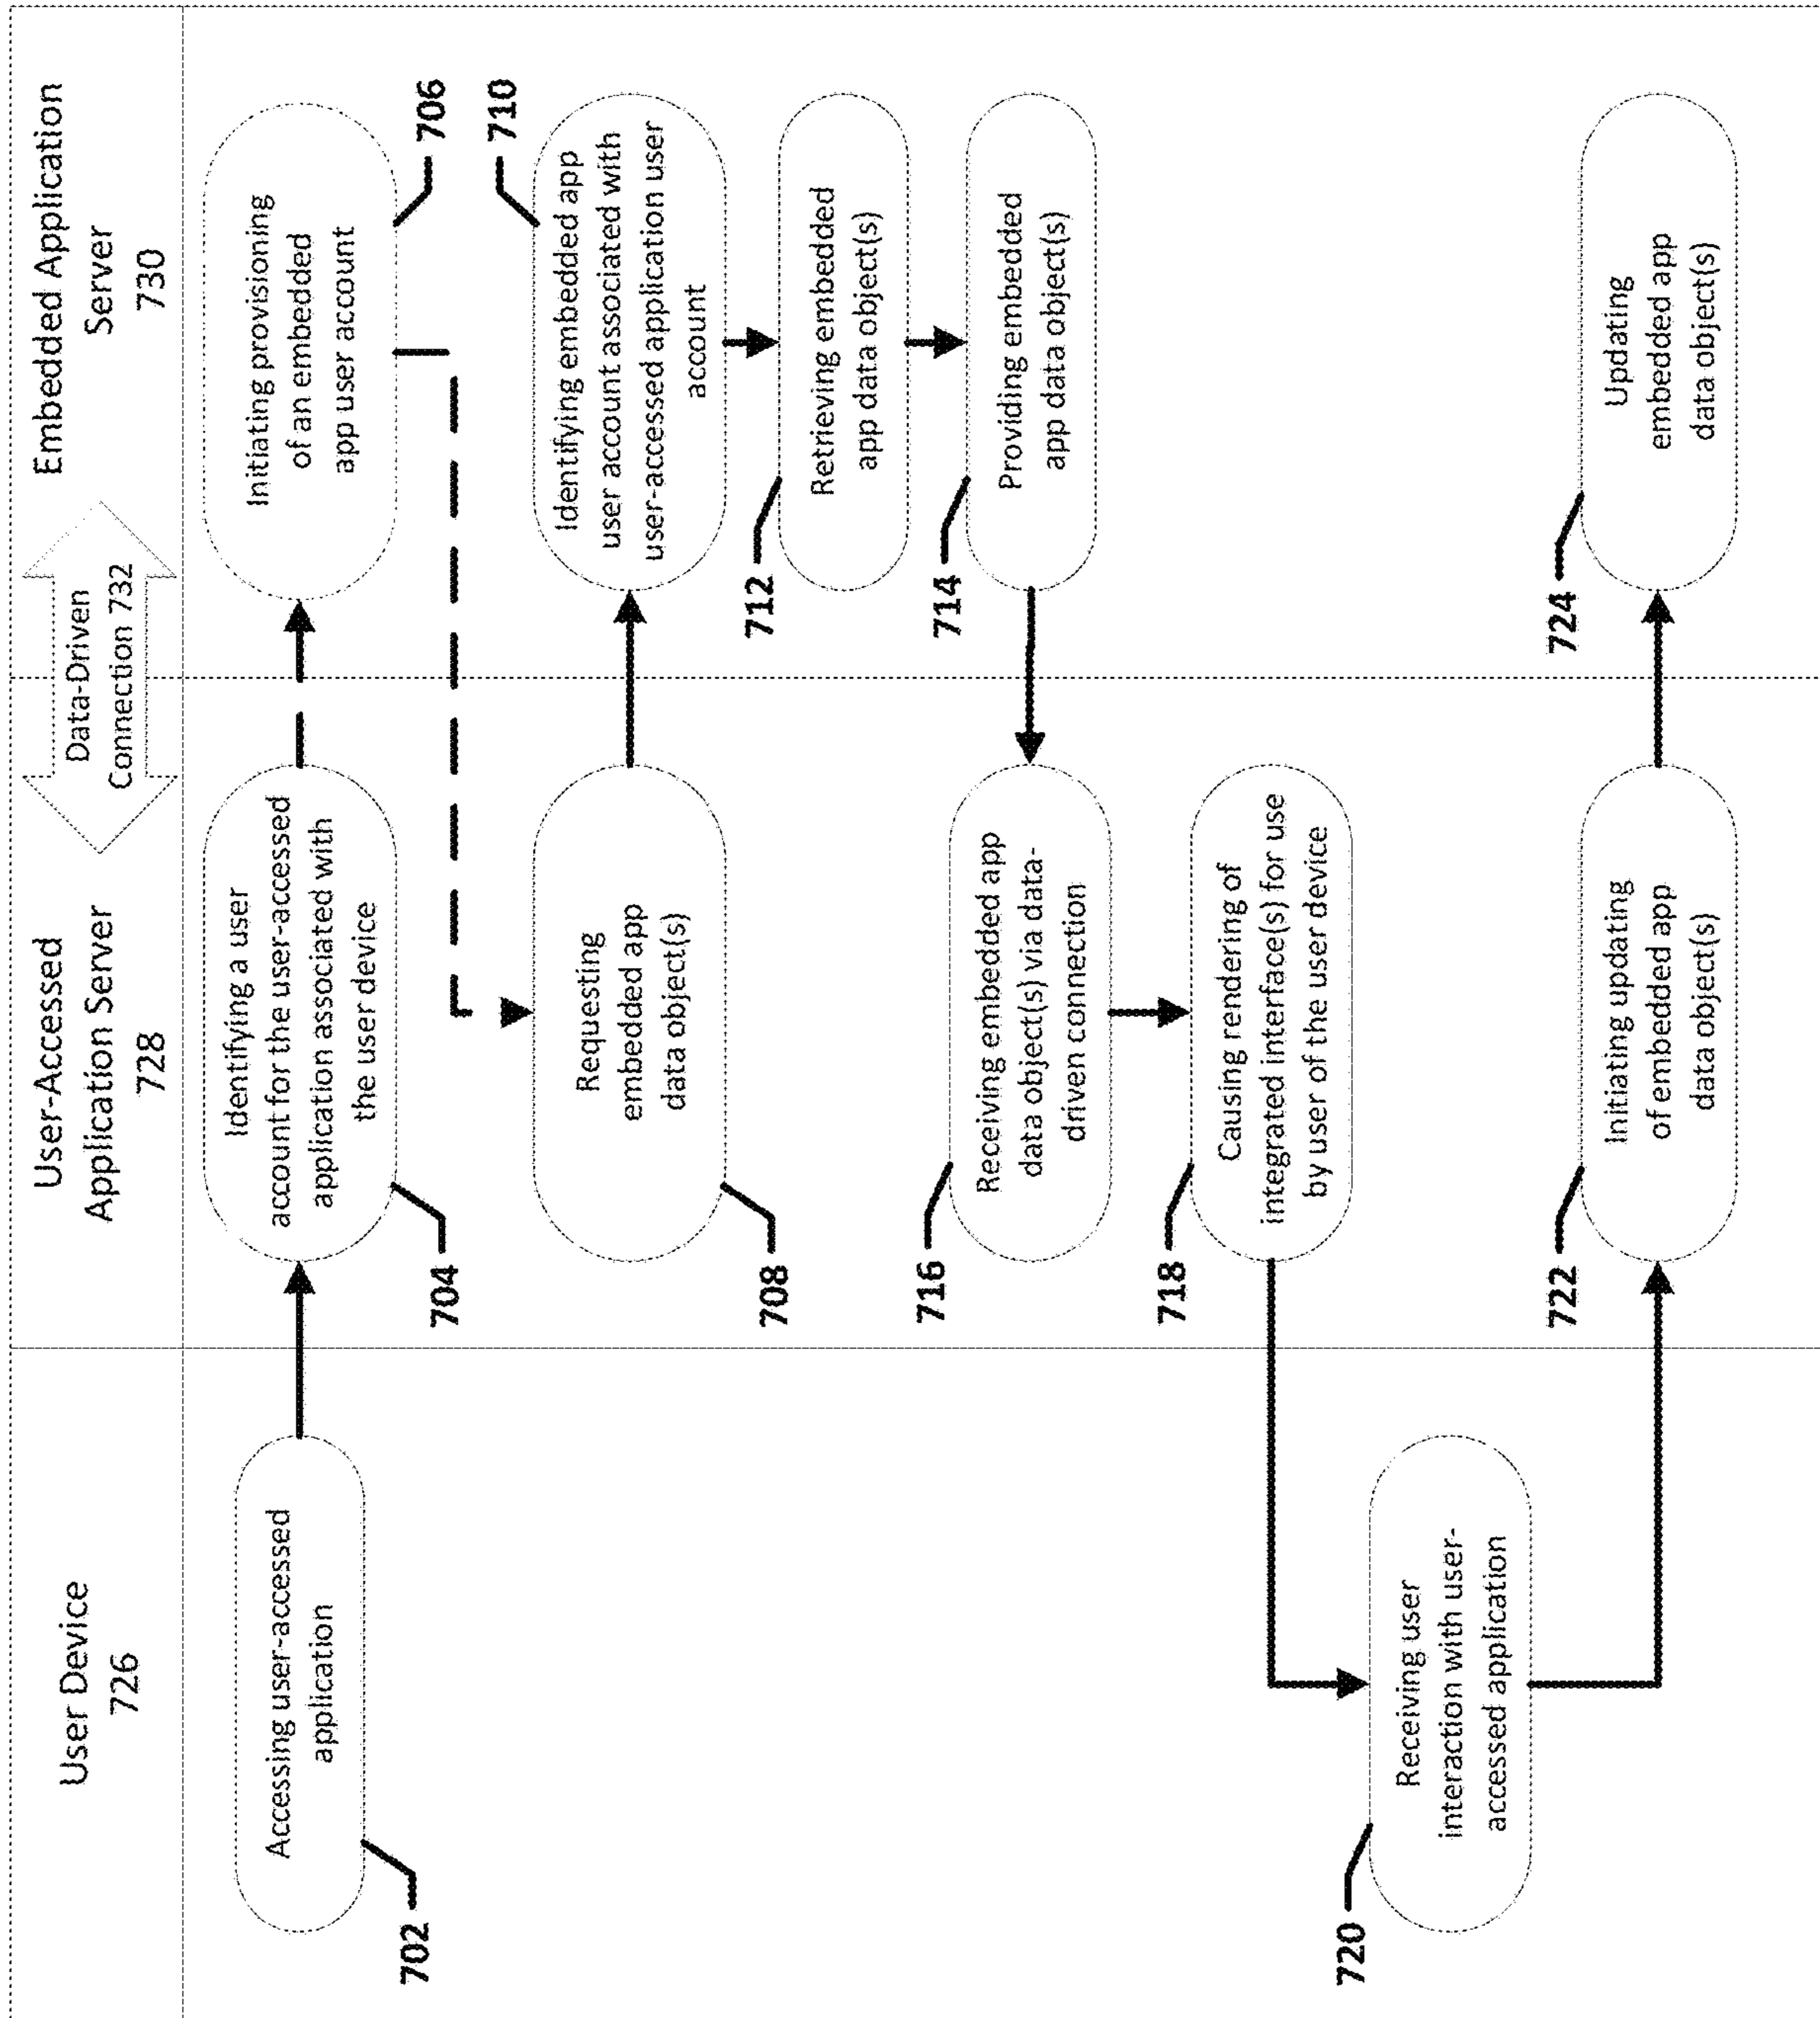 User Device
726
User-Accessed
Application Server
728
Data-Driven
Connection 732
Embedded Application
Server
730
Accessing user-accessed
application
702
Identifying a user
account for the user-accessed
application associated with
the user device
704
Initiating provisioning
of an embedded
app user account
706
Requesting
embedded app
data object(s)
708
Identifying embedded app
user account associated with
user-accessed application user
account
710
Retrieving embedded
app data object(s)
712
Providing embedded
app data object(s)
714
Receiving embedded app
data object(s) via data-
driven connection
716
Causing rendering of
integrated interface(s) for use
by user of the user device
718
Receiving user
interaction with user-
accessed application
720
Initiating updating
of embedded app
data object(s)
722
Updating
embedded app
data object(s)
724